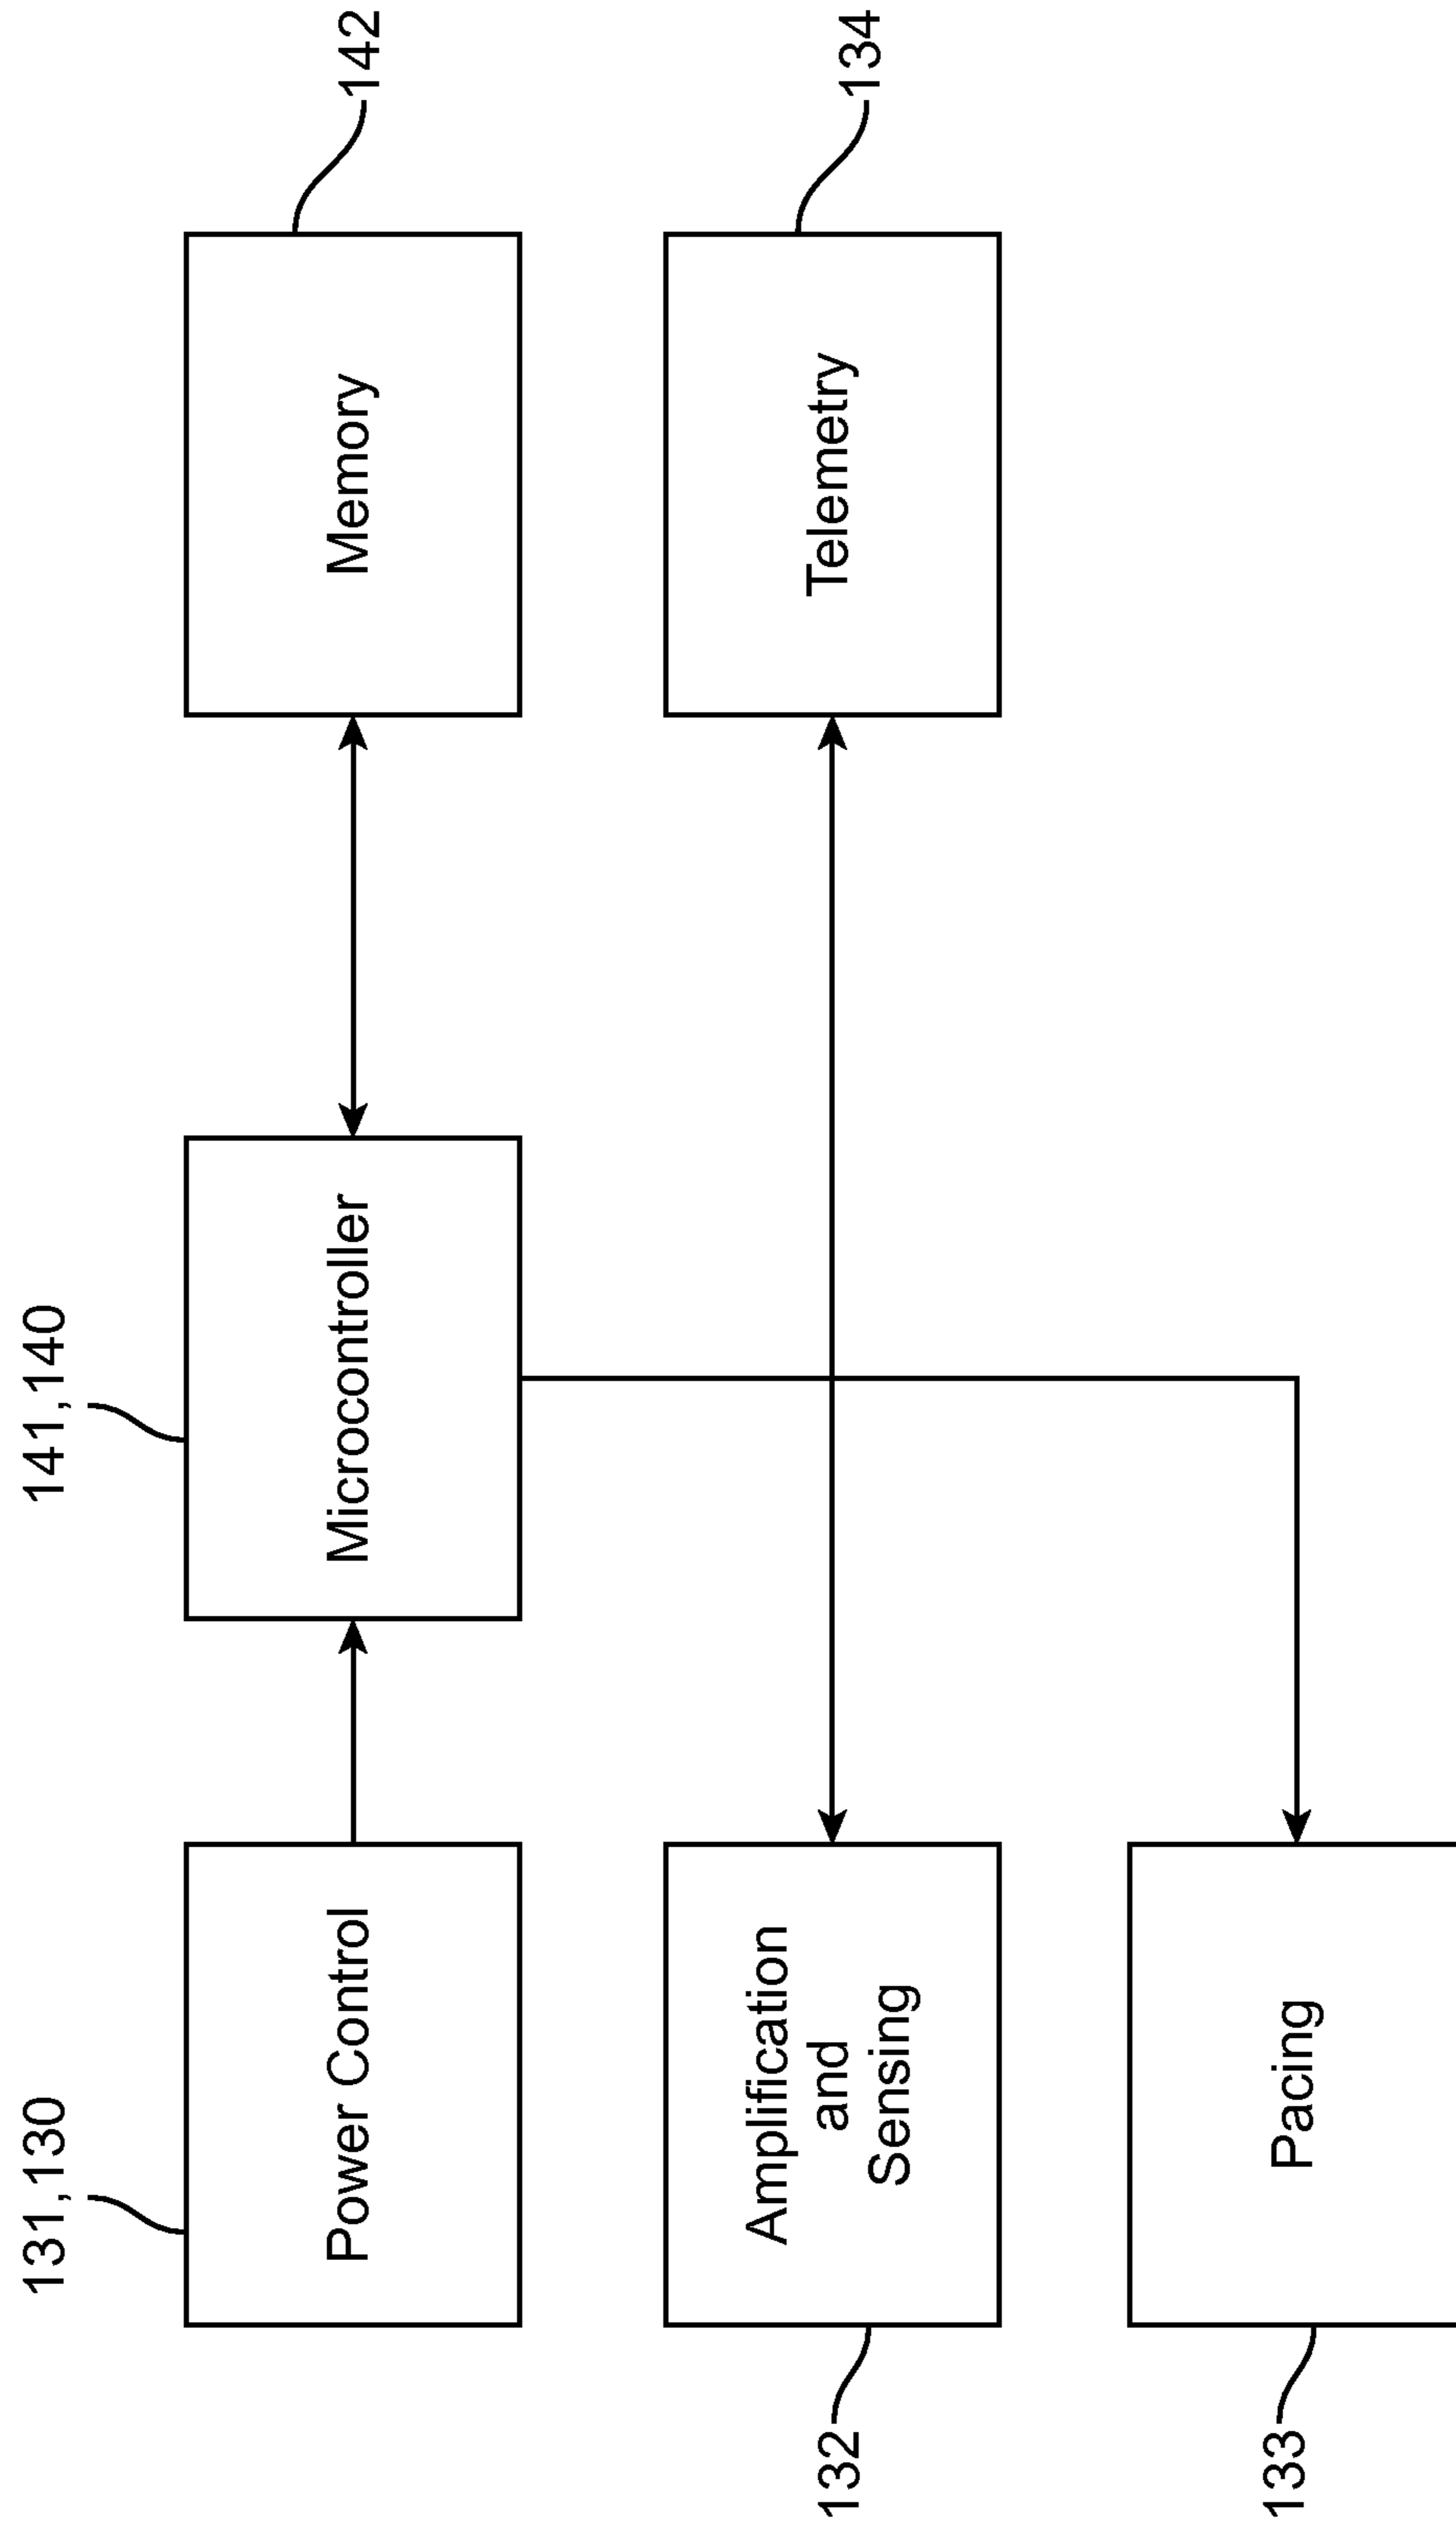 131,130
141,140
Power Control
Microcontroller
Memory
142
132
Amplification
and
Sensing
Telemetry
134
133
Pacing